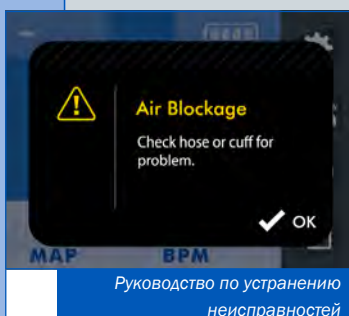 Air Blockage
Check hose or cuff for
problem.
OK
MAP
BPM
Руководство по устранению
неисправностей